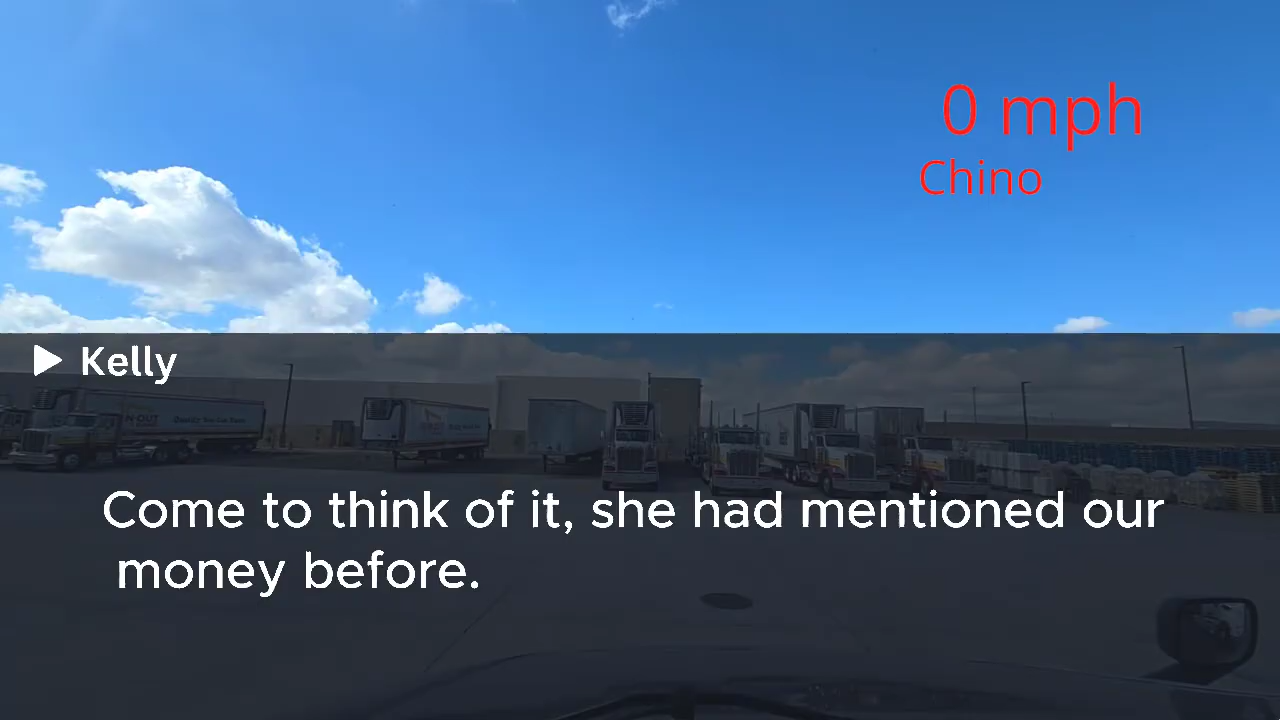 0 mph
Chino
Kelly
Come to think of it, she had mentioned our
money before.